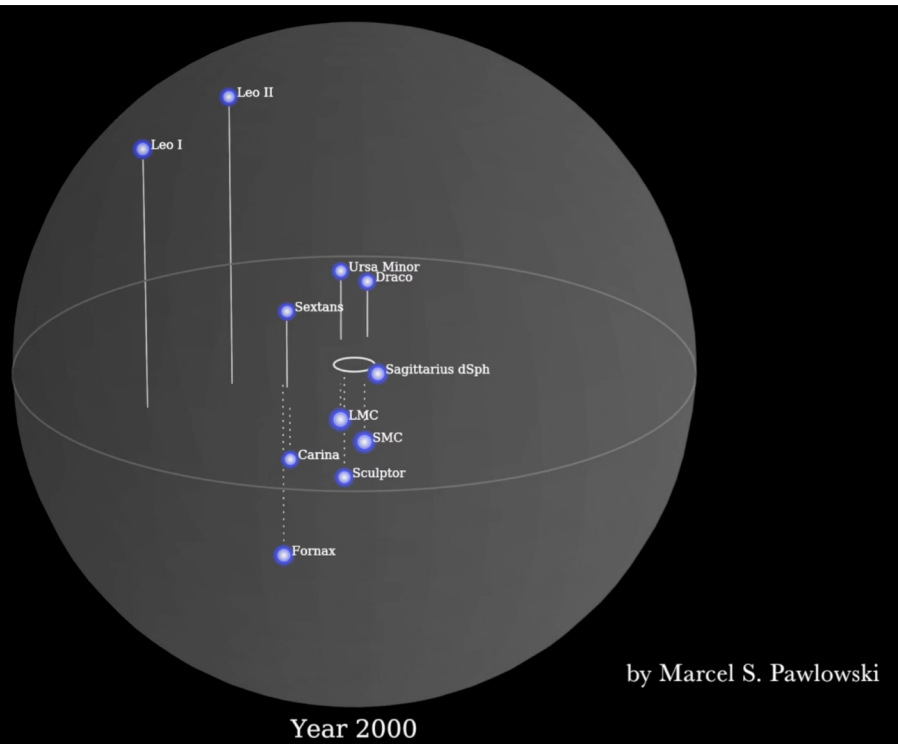 Leo II
Leo I
Ursa Minor
Draco
Sextans
Sagittarius dSph
LMC
SMC
Carina
Sculptor
Fornax
by Marcel S. Pawlowski
Year 2000